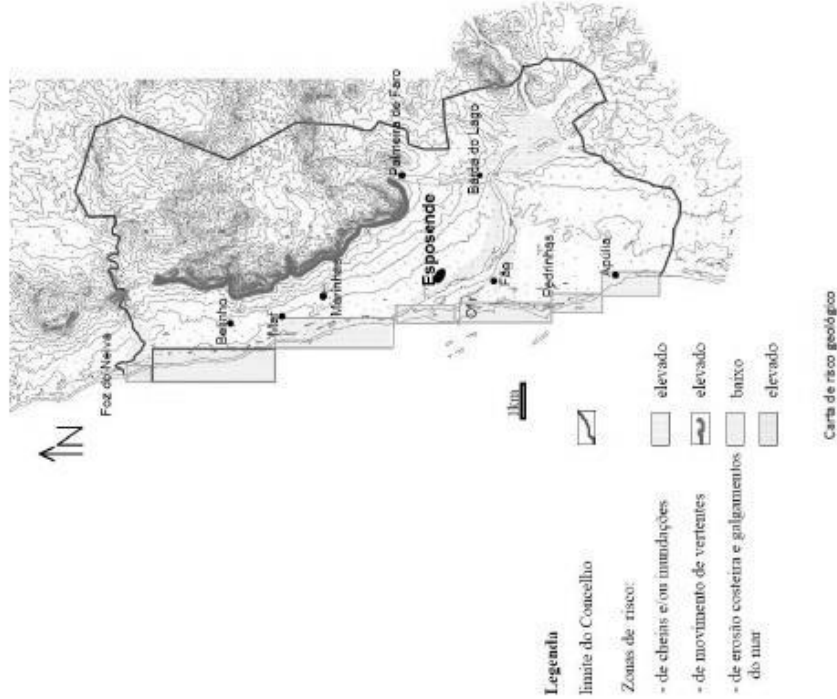 N
Foz do Neiva
Belinho
Mar
Marinhas
Palmeira de Faro
Esposende
Barca do Lago
Ofir
Fão
Pedrinhas
Apúlia
1km
Legenda
limite do Concelho
Zonas de risco:
- de cheias e/ou inundações elevado
- de movimento de vertentes elevado
- de erosão costeira e galgamentos baixo
do mar elevado
Carta de risco geológico